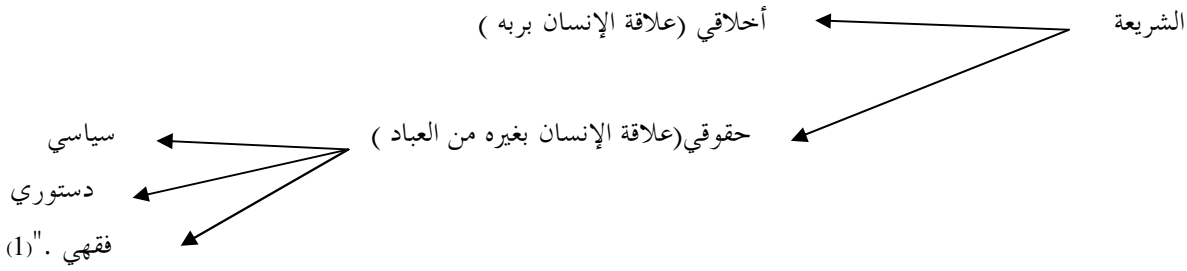 الشريعة أخلاقي (علاقة الإنسان بربه )
حقوقي(علاقة الإنسان بغيره من العباد ) سياسي
دستوري
فقهي ."(1)